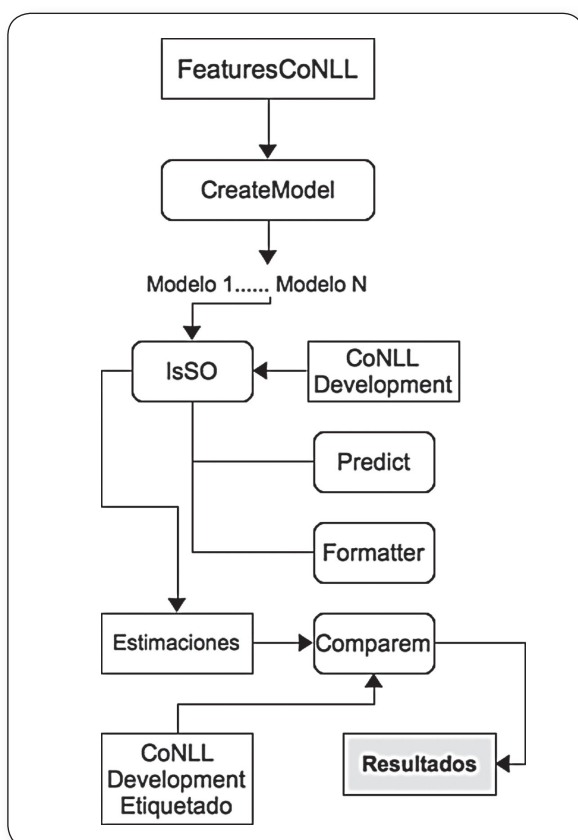 FeaturesCoNLL
CreateModel
Modelo 1...... Modelo N
IsSO
CoNLL
Development
Predict
Formatter
Estimaciones
Comparem
CoNLL
Development
Etiquetado
Resultados